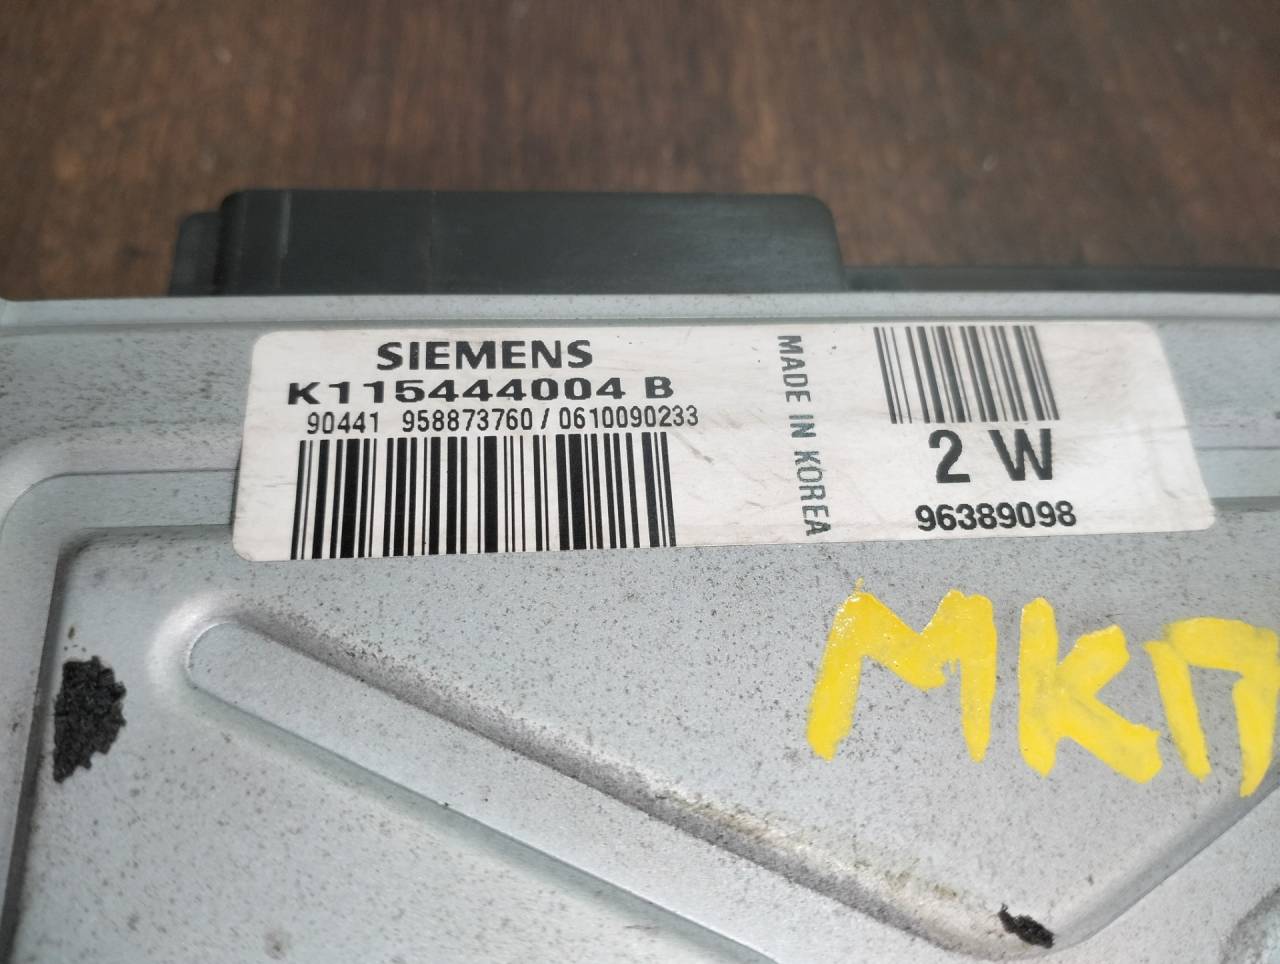 SIEMENS
K115444004 B
90441 958873760 / 0610090233
MADE IN KOREA
2 W
96389098
МКП